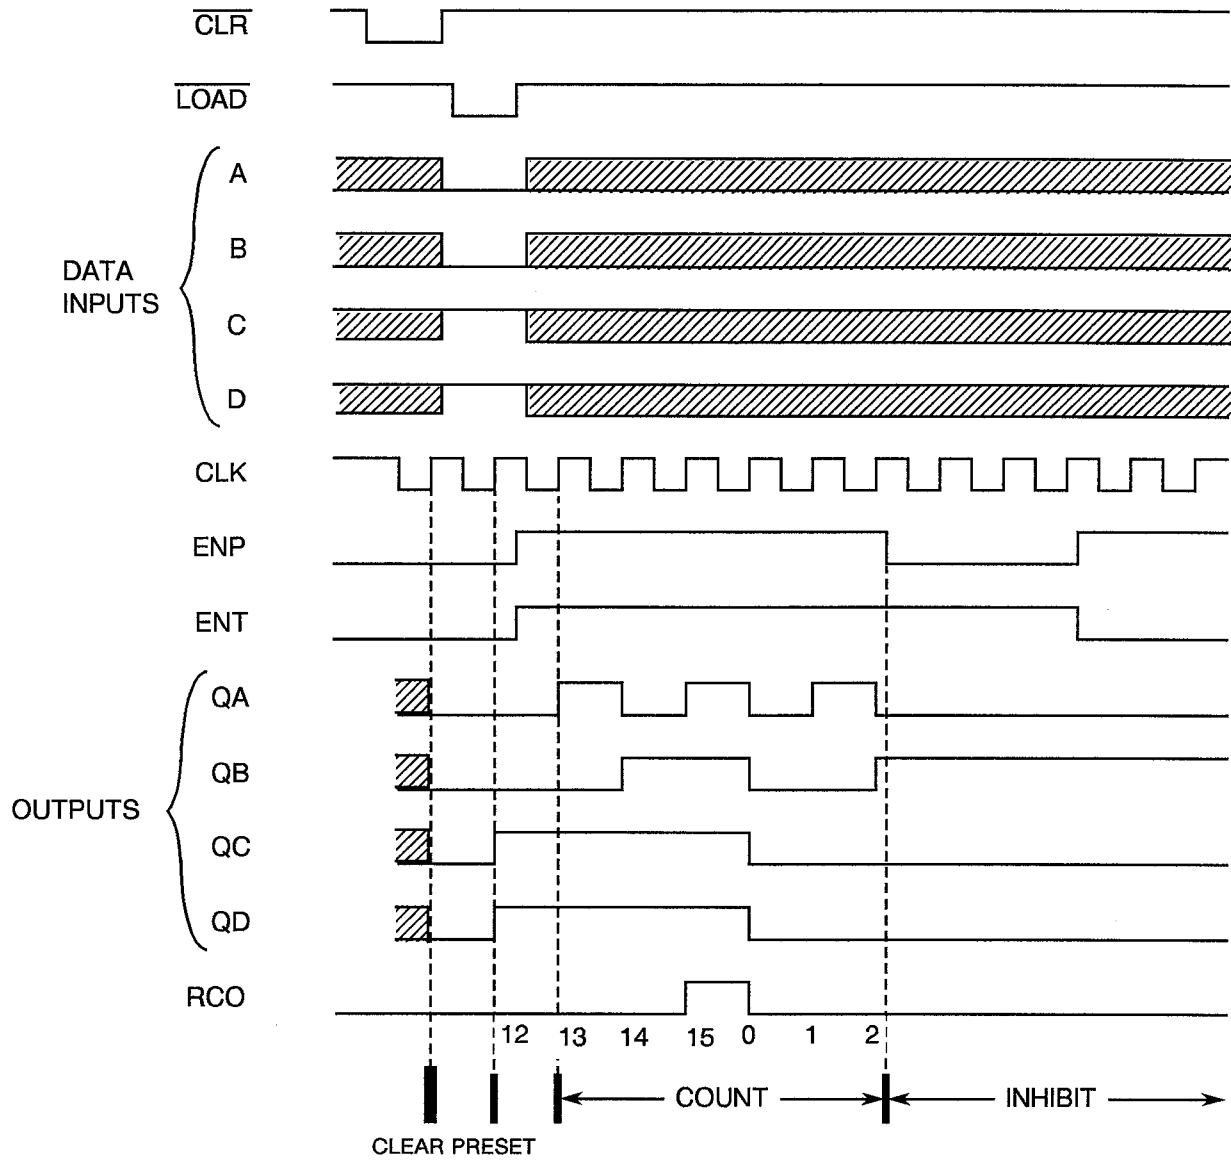 CLR
LOAD
A
B
DATA
INPUTS
C
D
CLK
ENP
ENT
QA
QB
OUTPUTS
QC
QD
RCO
12 13 14 15 0 1 2
COUNT INHIBIT
CLEAR PRESET